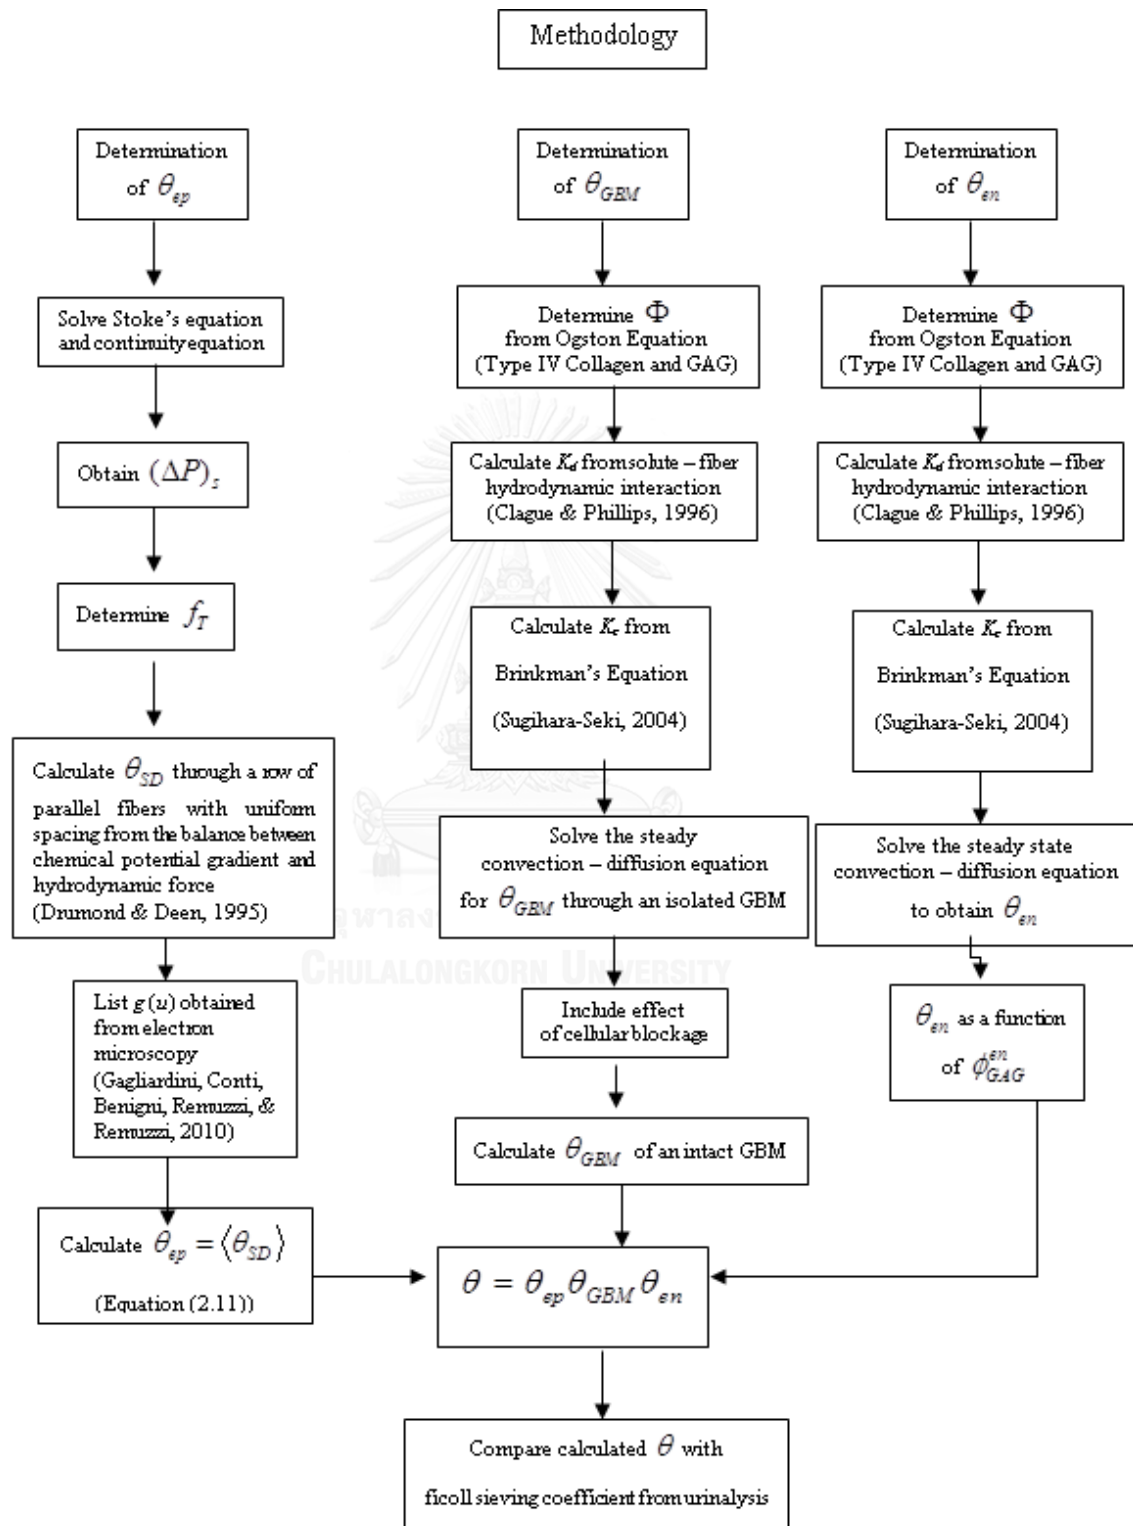 Methodology
Determination
of θ_ep
Solve Stoke's equation
and continuity equation
Obtain (ΔP)_s
Determine f_T
Calculate θ_SD through a row of
parallel fibers with uniform
spacing from the balance between
chemical potential gradient and
hydrodynamic force
(Drumond & Deen, 1995)
List g(u) obtained
from electron
microscopy
(Gagliardini, Conti,
Benigni, Remuzzi, &
Remuzzi, 2010)
Calculate θ_ep = ⟨θ_SD⟩
(Equation (2.11))
Determination
of θ_GBM
Determine Φ
from Ogston Equation
(Type IV Collagen and GAG)
Calculate K_d from solute – fiber
hydrodynamic interaction
(Clague & Phillips, 1996)
Calculate K_c from
Brinkman's Equation
(Sugihara-Seki, 2004)
Solve the steady
convection – diffusion equation
for θ_GBM through an isolated GBM
Include effect
of cellular blockage
Calculate θ_GBM of an intact GBM
Determination
of θ_en
Determine Φ
from Ogston Equation
(Type IV Collagen and GAG)
Calculate K_d from solute – fiber
hydrodynamic interaction
(Clague & Phillips, 1996)
Calculate K_c from
Brinkman's Equation
(Sugihara-Seki, 2004)
Solve the steady state
convection – diffusion equation
to obtain θ_en
θ_en as a function
of ϕ_GAG^en
θ = θ_ep θ_GBM θ_en
Compare calculated θ with
ficoll sieving coefficient from urinalysis
CHULALONGKORN UNIVERSITY